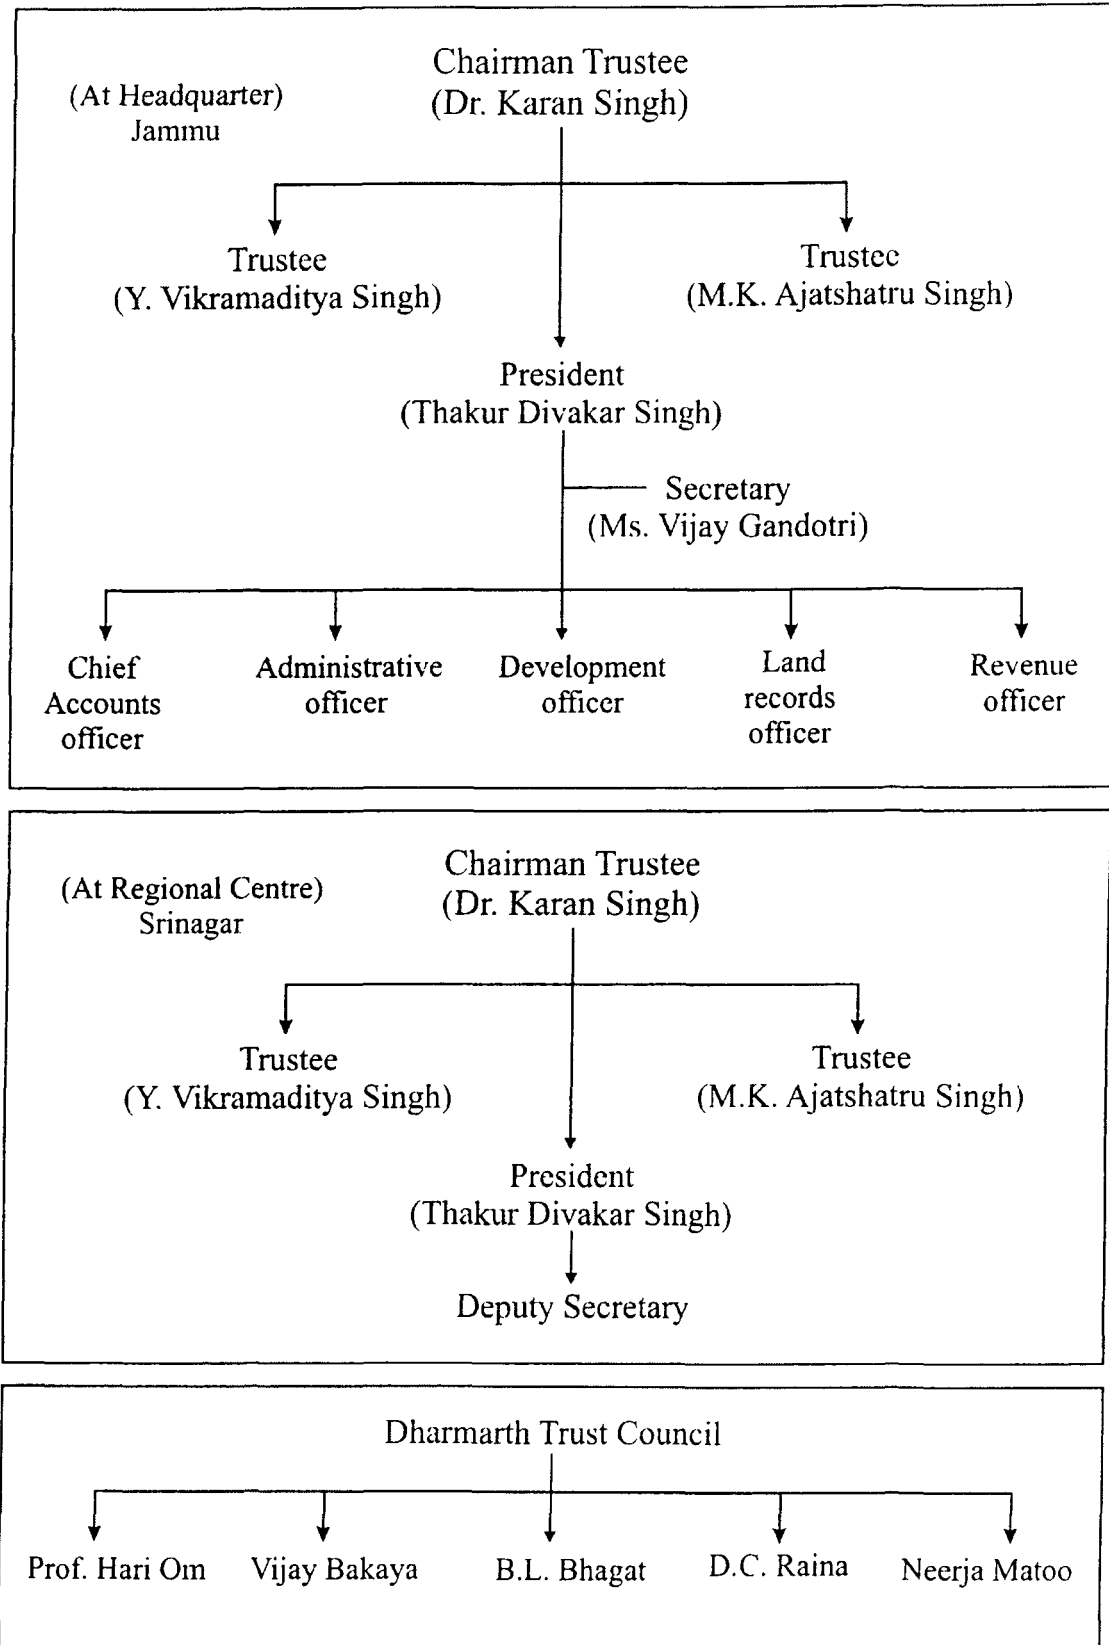 Chairman Trustee
(Dr. Karan Singh)
(At Headquarter)
Jammu
Trustee
(Y. Vikramaditya Singh)
Trustee
(M.K. Ajatshatru Singh)
President
(Thakur Divakar Singh)
Secretary
(Ms. Vijay Gandotri)
Chief
Accounts
officer
Administrative
officer
Development
officer
Land
records
officer
Revenue
officer
Chairman Trustee
(Dr. Karan Singh)
(At Regional Centre)
Srinagar
Trustee
(Y. Vikramaditya Singh)
Trustee
(M.K. Ajatshatru Singh)
President
(Thakur Divakar Singh)
Deputy Secretary
Dharmarth Trust Council
Prof. Hari Om
Vijay Bakaya
B.L. Bhagat
D.C. Raina
Neerja Matoo